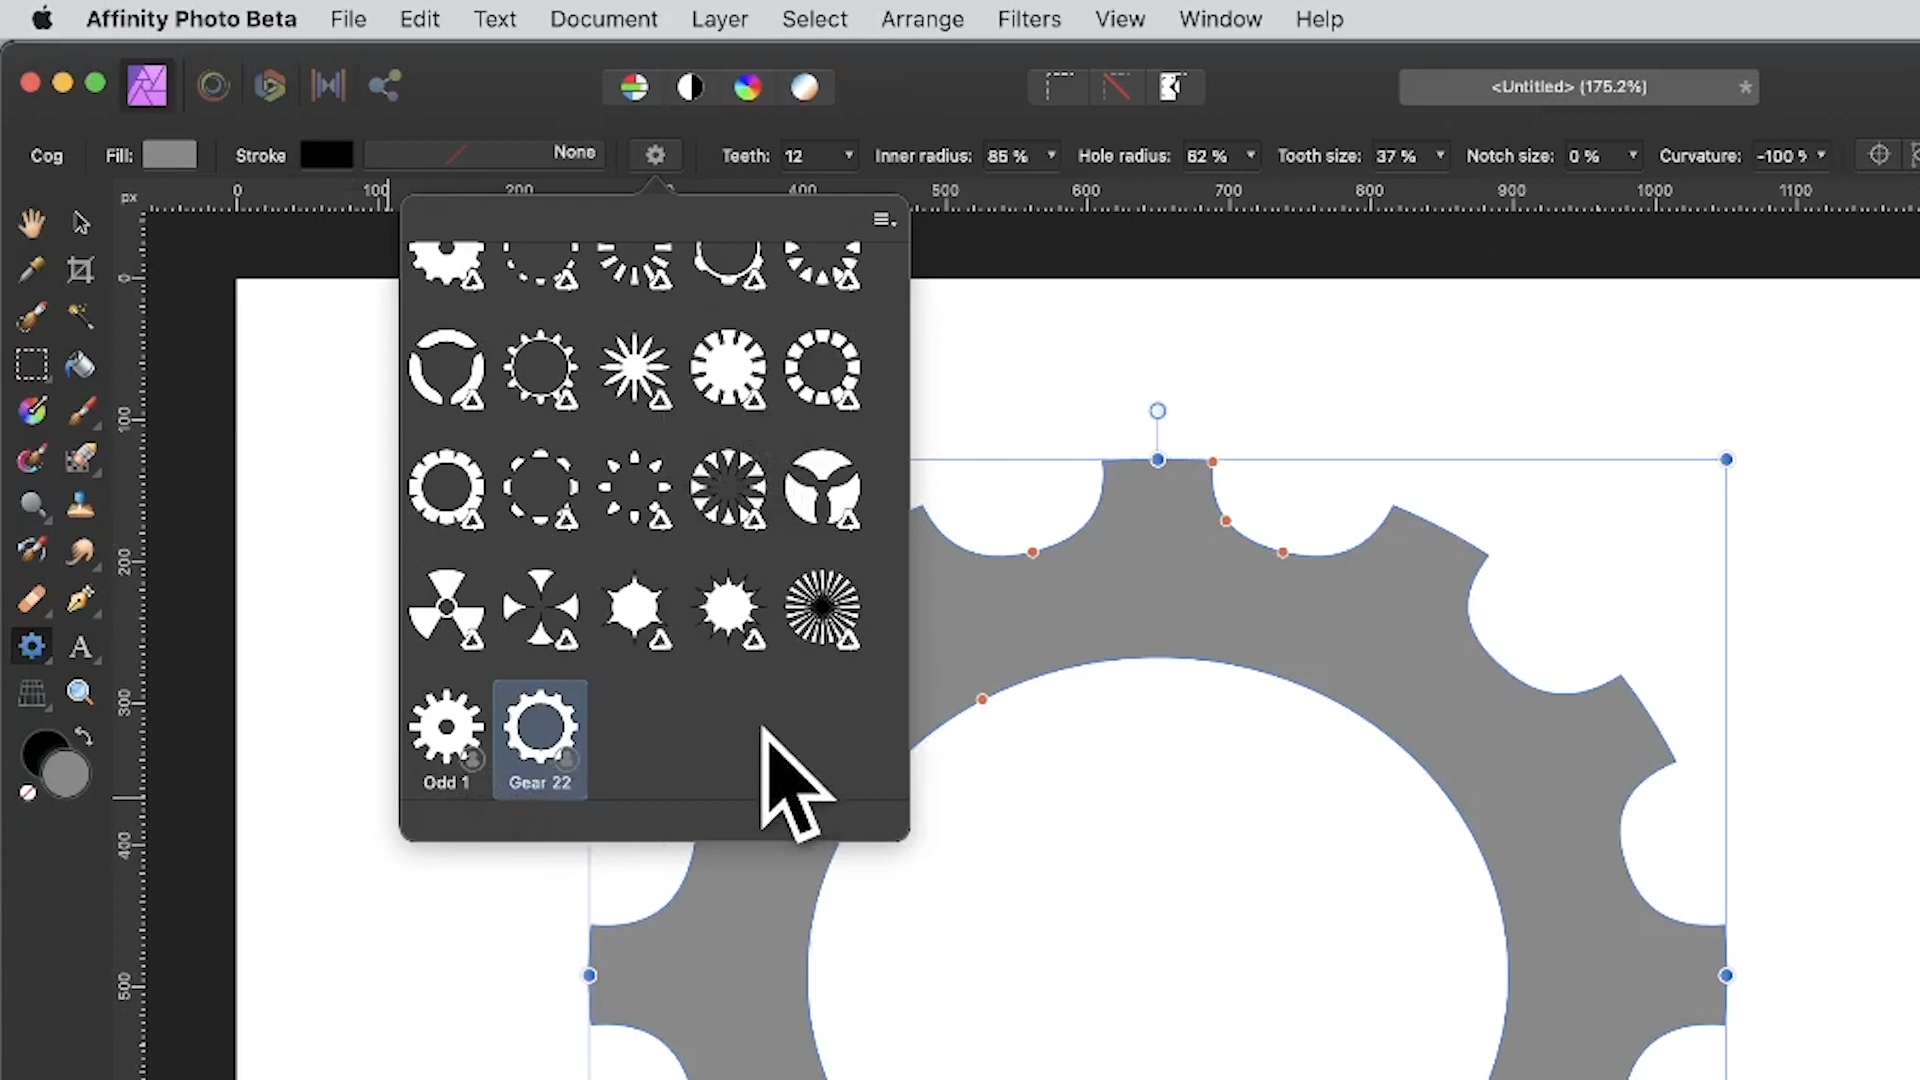 Affinity Photo Beta File Edit Text Document Layer Select Arrange Filters View Window Help
<Untitled> (175.2%) *
Cog Fill: Stroke None Teeth: 12 Inner radius: 85 % Hole radius: 62 % Tooth size: 37 % Notch size: 0 % Curvature: -100 %
px 0 100 200 400 500 600 700 800 900 1000 1100
0
100
200
300
400
500
A
Odd 1 Gear 22